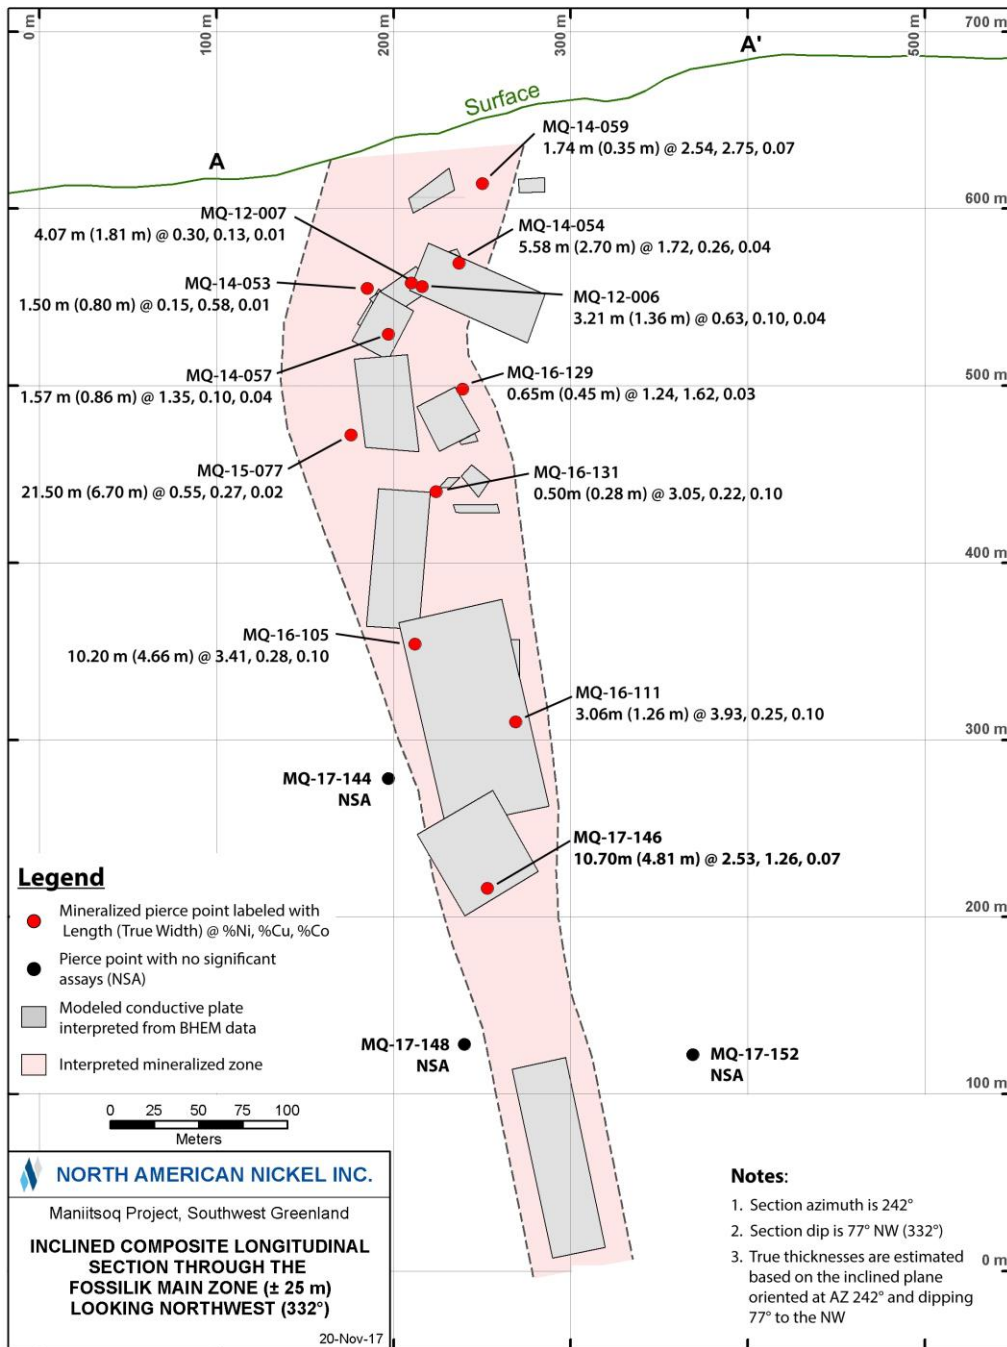 0 m
100 m
200 m
300 m
500 m
700 m
A'
Surface
A
MQ-14-059
1.74 m (0.35 m) @ 2.54, 2.75, 0.07
600 m
MQ-12-007
4.07 m (1.81 m) @ 0.30, 0.13, 0.01
MQ-14-054
5.58 m (2.70 m) @ 1.72, 0.26, 0.04
MQ-14-053
1.50 m (0.80 m) @ 0.15, 0.58, 0.01
MQ-12-006
3.21 m (1.36 m) @ 0.63, 0.10, 0.04
MQ-14-057
1.57 m (0.86 m) @ 1.35, 0.10, 0.04
500 m
MQ-16-129
0.65m (0.45 m) @ 1.24, 1.62, 0.03
MQ-15-077
21.50 m (6.70 m) @ 0.55, 0.27, 0.02
MQ-16-131
0.50m (0.28 m) @ 3.05, 0.22, 0.10
400 m
MQ-16-105
10.20 m (4.66 m) @ 3.41, 0.28, 0.10
MQ-16-111
3.06m (1.26 m) @ 3.93, 0.25, 0.10
300 m
MQ-17-144
NSA
MQ-17-146
10.70m (4.81 m) @ 2.53, 1.26, 0.07
200 m
MQ-17-148
NSA
MQ-17-152
NSA
100 m
0 m
Legend
Mineralized pierce point labeled with
Length (True Width) @ %Ni, %Cu, %Co
Pierce point with no significant
assays (NSA)
Modeled conductive plate
interpreted from BHEM data
Interpreted mineralized zone
0 25 50 75 100
Meters
NORTH AMERICAN NICKEL INC.
Maniitsoq Project, Southwest Greenland
INCLINED COMPOSITE LONGITUDINAL
SECTION THROUGH THE
FOSSILIK MAIN ZONE (± 25 m)
LOOKING NORTHWEST (332°)
20-Nov-17
Notes:
1. Section azimuth is 242°
2. Section dip is 77° NW (332°)
3. True thicknesses are estimated
based on the inclined plane
oriented at AZ 242° and dipping
77° to the NW